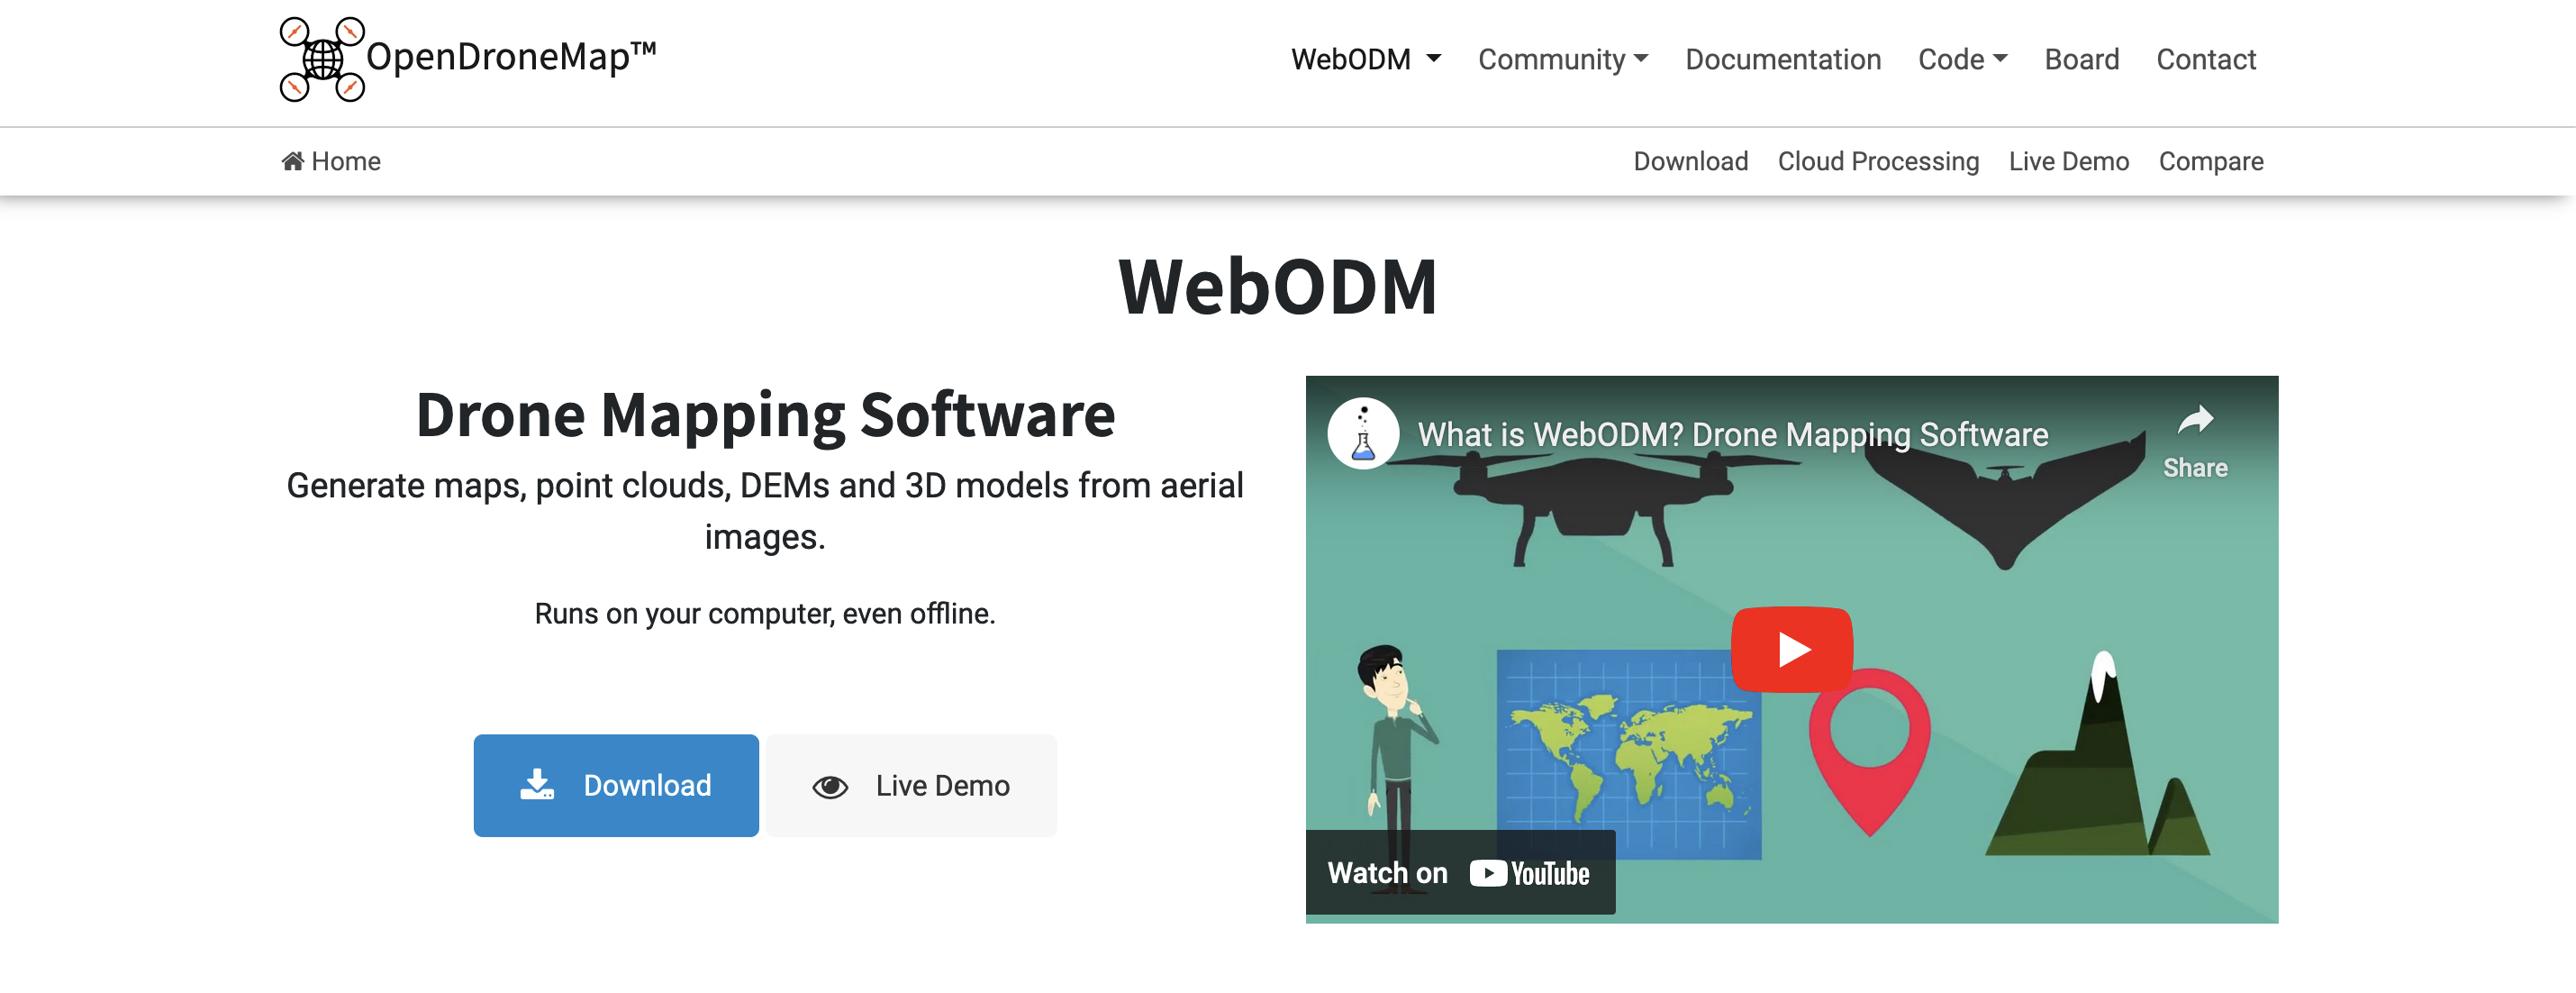 OpenDroneMap™
WebODM Community Documentation Code Board Contact
Home
Download Cloud Processing Live Demo Compare
WebODM
Drone Mapping Software
Generate maps, point clouds, DEMs and 3D models from aerial
images.
Runs on your computer, even offline.
Download
Live Demo
What is WebODM? Drone Mapping Software
Share
Watch on YouTube